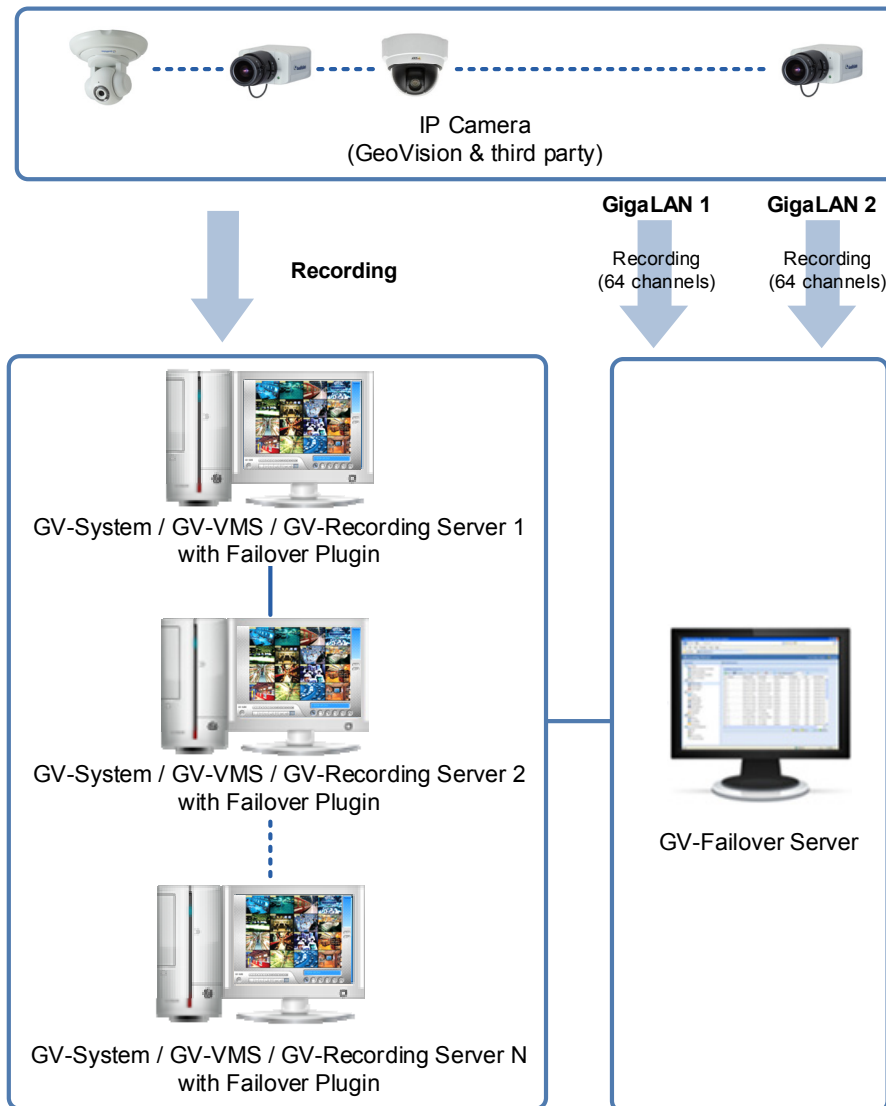 IP Camera
(GeoVision & third party)
GigaLAN 1
GigaLAN 2
Recording
Recording
(64 channels)
Recording
(64 channels)
GV-System / GV-VMS / GV-Recording Server 1
with Failover Plugin
GV-System / GV-VMS / GV-Recording Server 2
with Failover Plugin
GV-Failover Server
GV-System / GV-VMS / GV-Recording Server N
with Failover Plugin